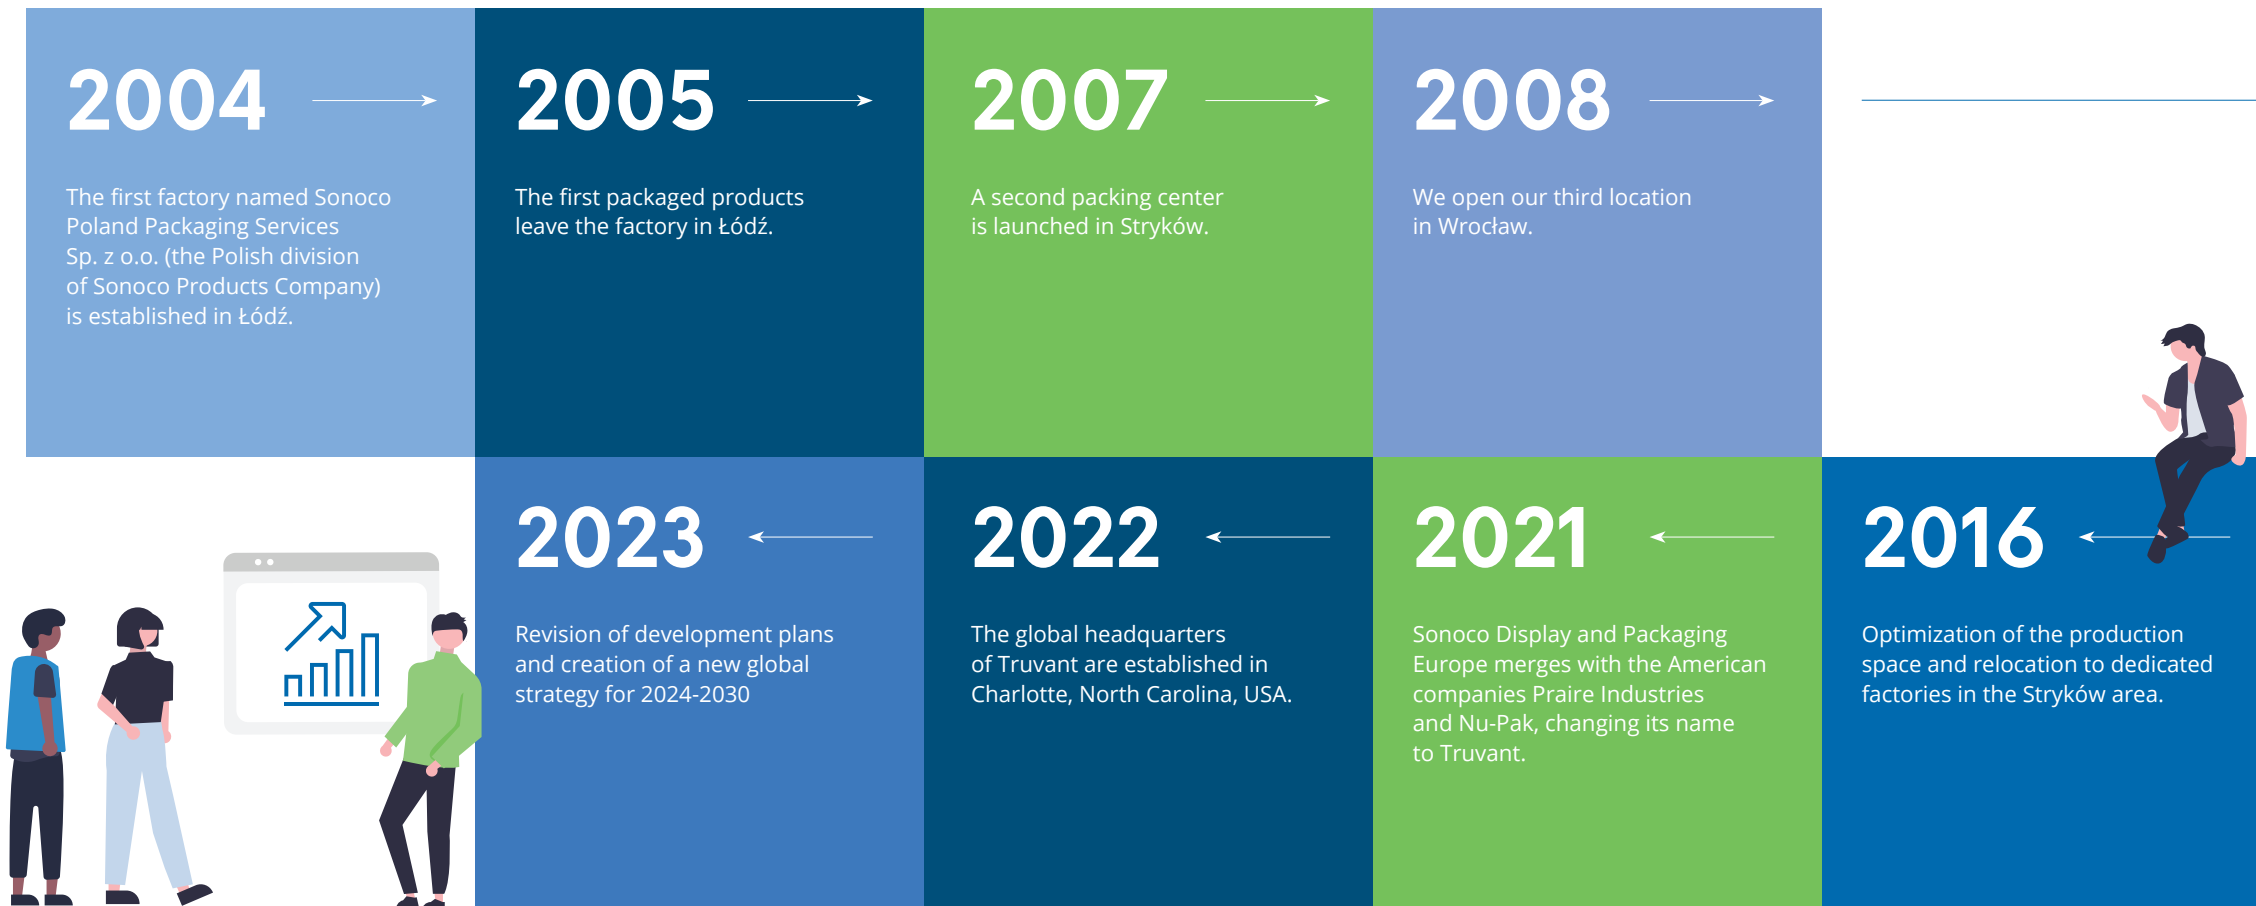 2004
The first factory named Sonoco
Poland Packaging Services
Sp. z o.o. (the Polish division
of Sonoco Products Company)
is established in Łódź.
2005
The first packaged products
leave the factory in Łódź.
2007
A second packing center
is launched in Stryków.
2008
We open our third location
in Wrocław.
2016
Optimization of the production
space and relocation to dedicated
factories in the Stryków area.
2021
Sonoco Display and Packaging
Europe merges with the American
companies Praire Industries
and Nu-Pak, changing its name
to Truvant.
2022
The global headquarters
of Truvant are established in
Charlotte, North Carolina, USA.
2023
Revision of development plans
and creation of a new global
strategy for 2024-2030